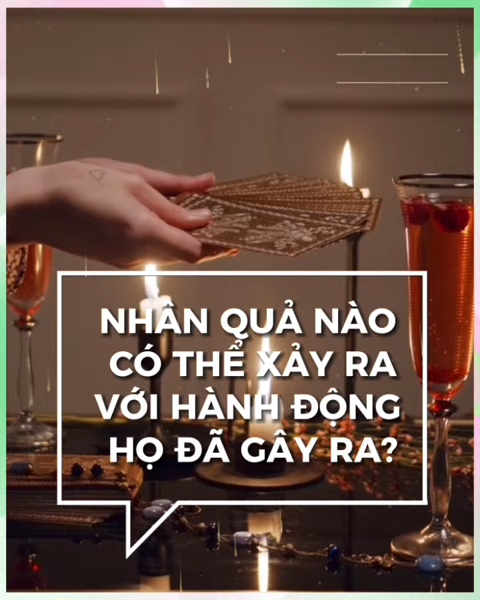 NHÂN QUẢ NÀO
CÓ THỂ XẢY RA
VỚI HÀNH ĐỘNG
HỌ ĐÃ GÂY RA?